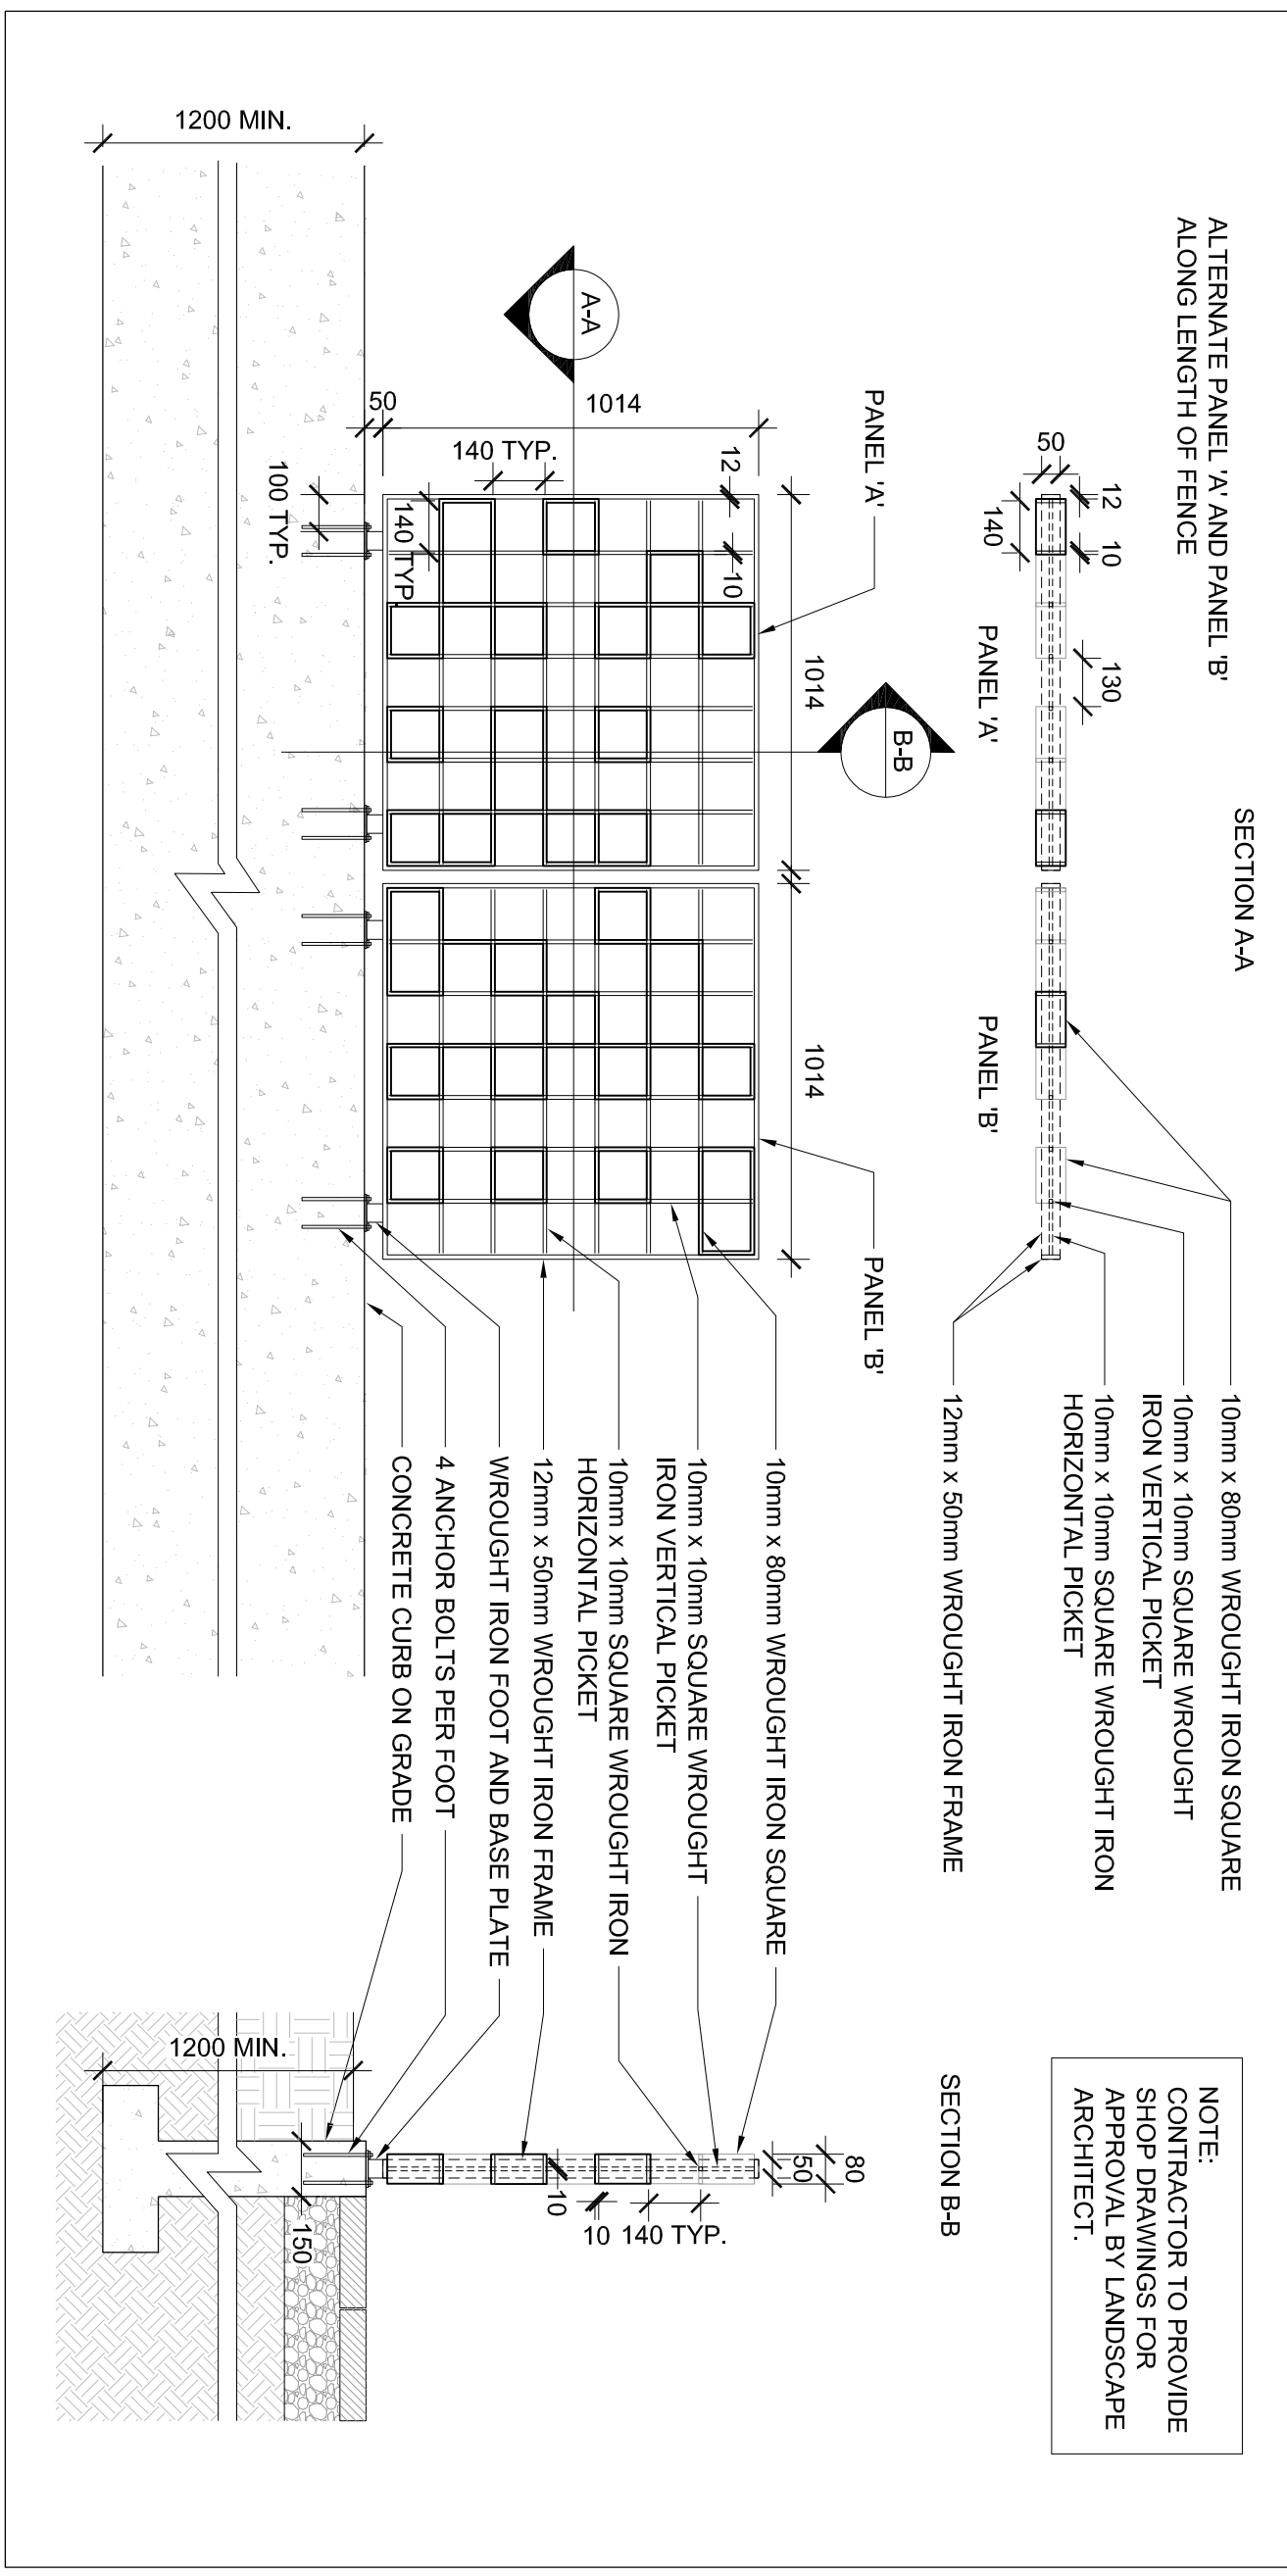 ALTERNATE PANEL 'A' AND PANEL 'B'
ALONG LENGTH OF FENCE
SECTION A-A
50
12
140
10
130
PANEL 'A'
PANEL 'B'
10mm x 80mm WROUGHT IRON SQUARE
10mm x 10mm SQUARE WROUGHT
IRON VERTICAL PICKET
10mm x 10mm SQUARE WROUGHT IRON
HORIZONTAL PICKET
12mm x 50mm WROUGHT IRON FRAME
NOTE:
CONTRACTOR TO PROVIDE
SHOP DRAWINGS FOR
APPROVAL BY LANDSCAPE
ARCHITECT.
PANEL 'A'
B-B
PANEL 'B'
1014
1014
A-A
1014
12
10
140 TYP.
140 TYP.
50
100 TYP.
1200 MIN.
10mm x 80mm WROUGHT IRON SQUARE
10mm x 10mm SQUARE WROUGHT
IRON VERTICAL PICKET
10mm x 10mm SQUARE WROUGHT IRON
HORIZONTAL PICKET
12mm x 50mm WROUGHT IRON FRAME
WROUGHT IRON FOOT AND BASE PLATE
4 ANCHOR BOLTS PER FOOT
CONCRETE CURB ON GRADE
SECTION B-B
80
50
140 TYP.
10
10
1200 MIN.
150